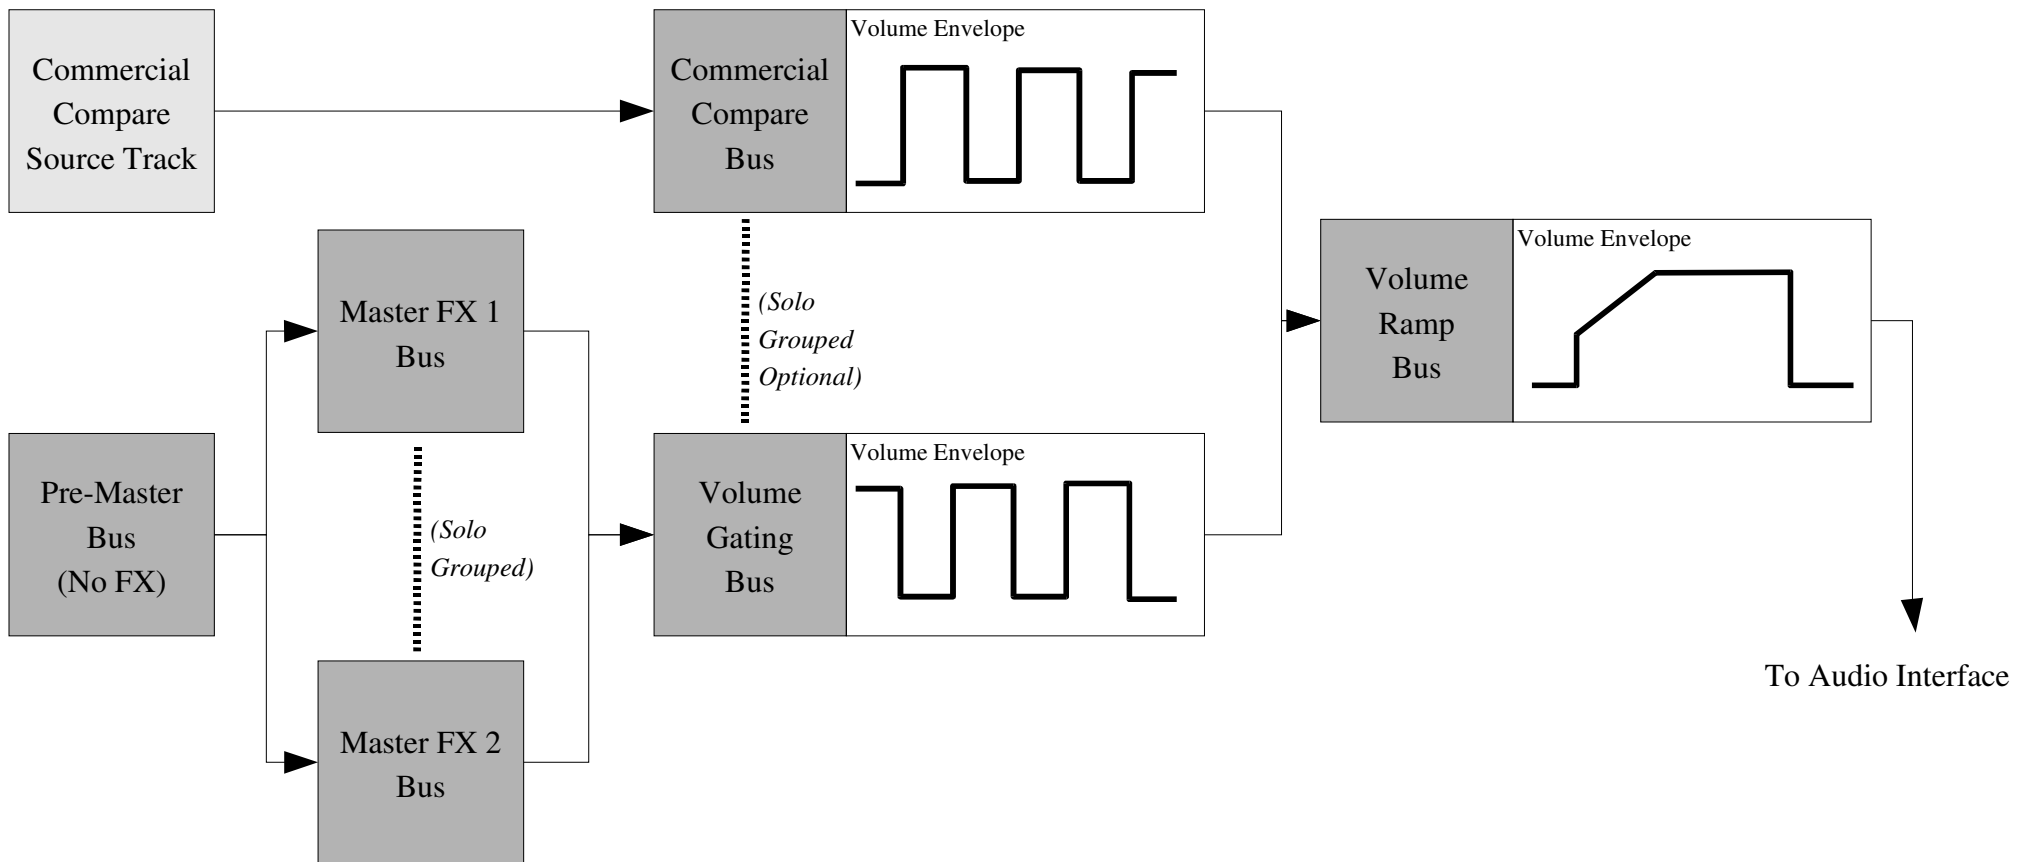 Commercial
Compare
Source Track
Commercial
Compare
Bus
Volume Envelope
Master FX 1
Bus
(Solo
Grouped
Optional)
Volume
Ramp
Bus
Volume Envelope
Pre-Master
Bus
(No FX)
(Solo
Grouped)
Volume
Gating
Bus
Volume Envelope
Master FX 2
Bus
To Audio Interface